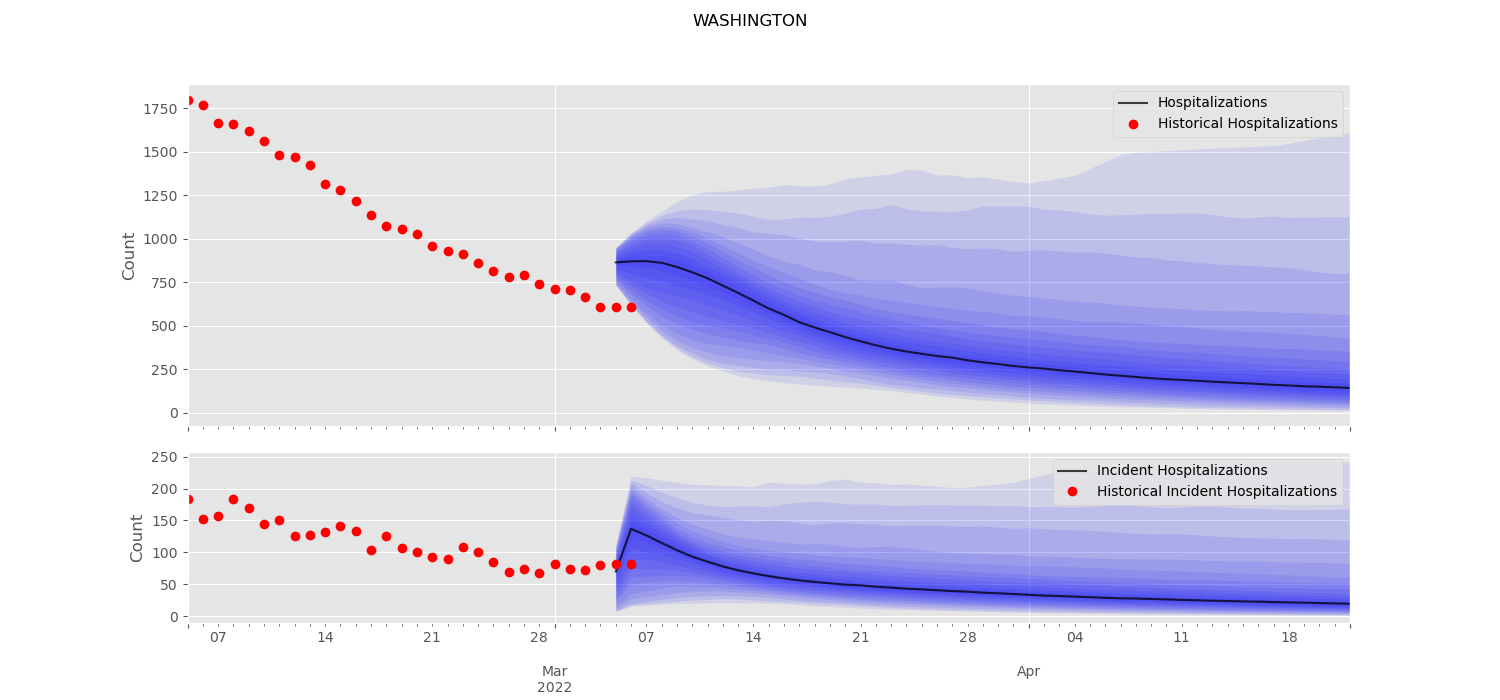 WASHINGTON
Hospitalizations
Historical Hospitalizations
Count
1750
1500
1250
1000
750
500
250
0
Incident Hospitalizations
Historical Incident Hospitalizations
Count
250
200
150
100
50
0
07 14 21 28 07 14 21 28 04 11 18
Mar Apr
2022